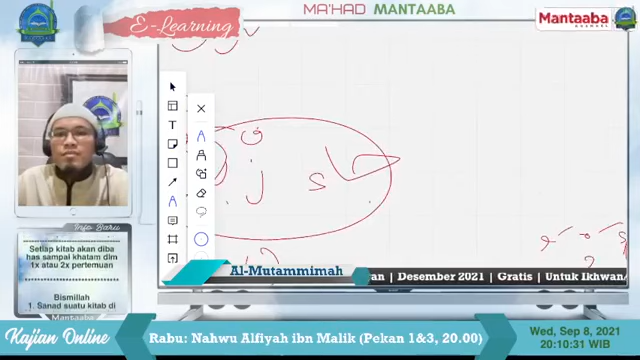 MA'HAD MANTAABA
E-Learning
Mantaaba
Info Baru
Setiap kitab akan diba
has sampai khatam dlm
1x atau 2x pertemuan
Bismillah
1. Sanad suatu kitab di
Mantaaba
Al-Mutammimah
an | Desember 2021 | Gratis | Untuk Ikhwan/
Kajian Online
Rabu: Nahwu Alfiyah ibn Malik (Pekan 1&3, 20.00)
Wed, Sep 8, 2021
20:10:31 WIB